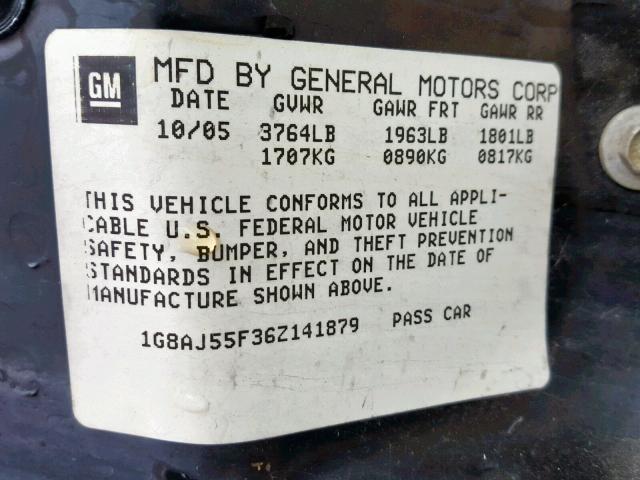 GM
MFD BY GENERAL MOTORS CORP
DATE GVWR GAWR FRT GAWR RR
10/05 3764LB 1963LB 1801LB
1707KG 0890KG 0817KG
THIS VEHICLE CONFORMS TO ALL APPLI-
CABLE U.S. FEDERAL MOTOR VEHICLE
SAFETY, BUMPER, AND THEFT PREVENTION
STANDARDS IN EFFECT ON THE DATE OF
MANUFACTURE SHOWN ABOVE.
1G8AJ55F36Z141879 PASS CAR